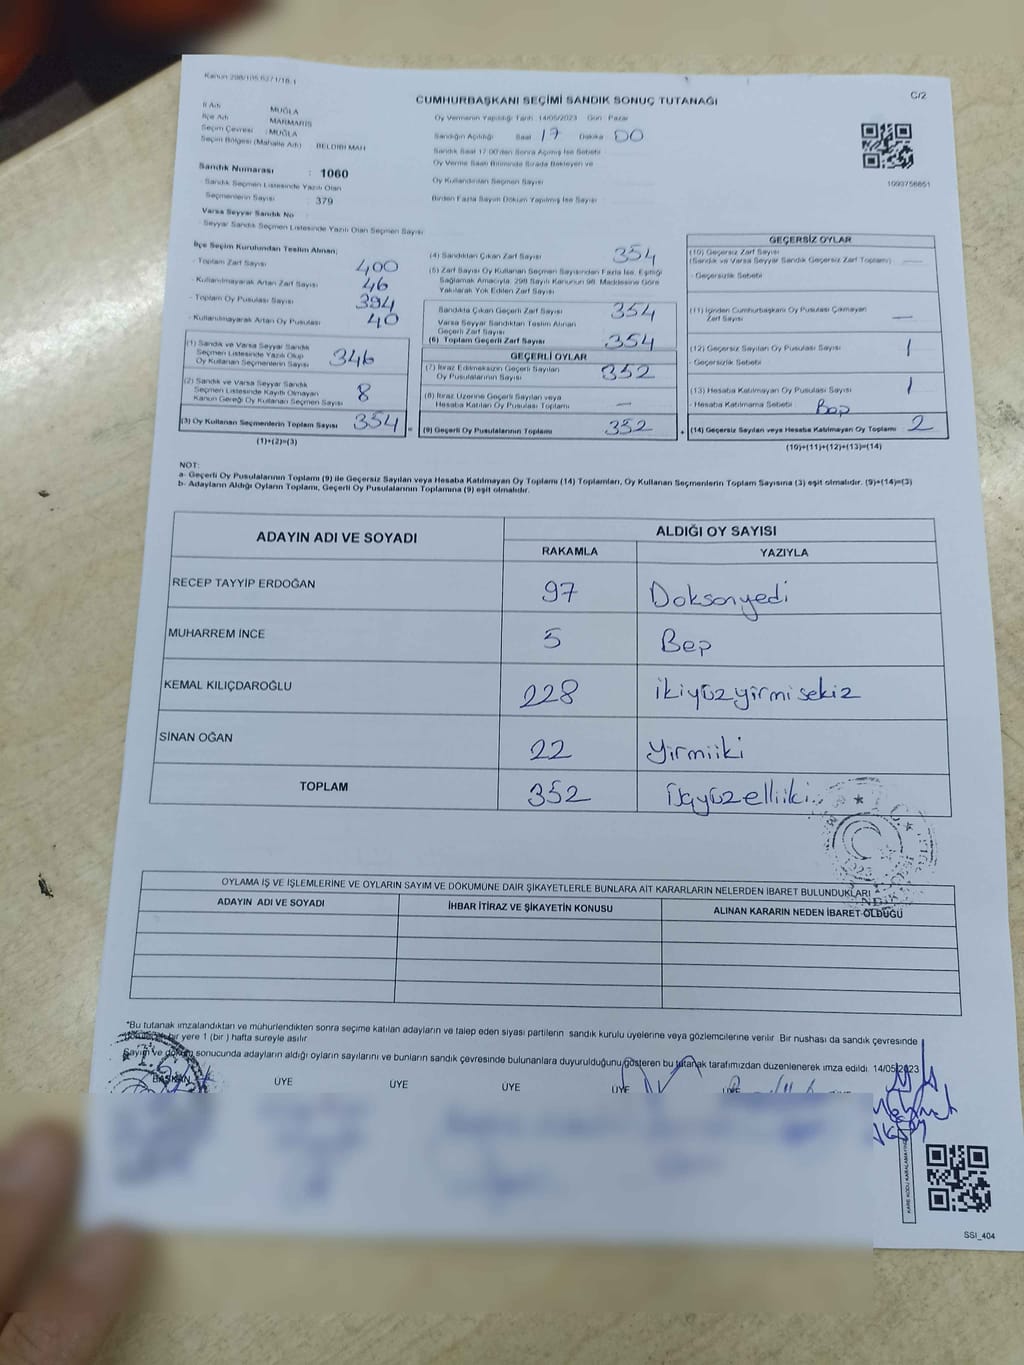 Kanun 298/105,6271/18.1
C/2
CUMHURBAŞKANI SEÇİMİ SANDIK SONUÇ TUTANAĞI
İl Adı : MUĞLA
İlçe Adı : MARMARİS
Seçim Çevresi : MUĞLA
Seçim Bölgesi (Mahalle Adı) : BELDİBİ MAH
Sandık Numarası : 1060
Sandık Seçmen Listesinde Yazılı Olan
Seçmenlerin Sayısı : 379
Varsa Seyyar Sandık No
Seyyar Sandık Seçmen Listesinde Yazılı Olan Seçmen Sayısı:
Oy Vermenin Yapıldığı Tarih: 14/05/2023 Gün: Pazar
Sandığın Açıldığı Saat 17 Dakika 00
Sandık Saat 17:00'den Sonra Açılmış İse Sebebi
Oy Verme Saati Bitiminde Sırada Bekleyen ve
Oy Kullandırılan Seçmen Sayısı
Birden Fazla Sayım Döküm Yapılmış İse Sayısı
1093756651
İlçe Seçim Kurulundan Teslim Alınan;
- Toplam Zarf Sayısı 400
- Kullanılmayarak Artan Zarf Sayısı 46
- Toplam Oy Pusulası Sayısı 394
- Kullanılmayarak Artan Oy Pusulası 40
(1) Sandık ve Varsa Seyyar Sandık
Seçmen Listesinde Yazılı Olup
Oy Kullanan Seçmenlerin Sayısı 346
(2) Sandık ve Varsa Seyyar Sandık
Seçmen Listesinde Kayıtlı Olmayan
Kanun Gereği Oy Kullanan Seçmen Sayısı 8
(3) Oy Kullanan Seçmenlerin Toplam Sayısı 354
(1)+(2)=(3)
(4) Sandıktan Çıkan Zarf Sayısı 354
(5) Zarf Sayısı Oy Kullanan Seçmen Sayısından Fazla İse, Eşitliği
Sağlamak Amacıyla; 298 Sayılı Kanunun 98. Maddesine Göre
Yakılarak Yok Edilen Zarf Sayısı
Sandıkta Çıkan Geçerli Zarf Sayısı 354
Varsa Seyyar Sandıktan Teslim Alınan
Geçerli Zarf Sayısı
(6) Toplam Geçerli Zarf Sayısı 354
GEÇERLİ OYLAR
(7) İtiraz Edilmeksizin Geçerli Sayılan
Oy Pusulalarının Sayısı 352
(8) İtiraz Üzerine Geçerli Sayılan veya
Hesaba Katılan Oy Pusulası Toplamı —
= (9) Geçerli Oy Pusulalarının Toplamı 352
GEÇERSİZ OYLAR
(10) Geçersiz Zarf Sayısı
(Sandık ve Varsa Seyyar Sandık Geçersiz Zarf Toplamı) —
- Geçersizlik Sebebi
(11) İçinden Cumhurbaşkanı Oy Pusulası Çıkmayan
Zarf Sayısı —
(12) Geçersiz Sayılan Oy Pusulası Sayısı 1
- Geçersizlik Sebebi
(13) Hesaba Katılmayan Oy Pusulası Sayısı 1
- Hesaba Katılmama Sebebi Boş
+ (14) Geçersiz Sayılan veya Hesaba Katılmayan Oy Toplamı 2
(10)+(11)+(12)+(13)=(14)
NOT:
a- Geçerli Oy Pusulalarının Toplamı (9) ile Geçersiz Sayılan veya Hesaba Katılmayan Oy Toplamı (14) Toplamları, Oy Kullanan Seçmenlerin Toplam Sayısına (3) eşit olmalıdır. (9)+(14)=(3)
b- Adayların Aldığı Oyların Toplamı, Geçerli Oy Pusulalarının Toplamına (9) eşit olmalıdır.
ADAYIN ADI VE SOYADI ALDIĞI OY SAYISI
RAKAMLA YAZIYLA
RECEP TAYYİP ERDOĞAN 97 Doksanyedi
MUHARREM İNCE 5 Beş
KEMAL KILIÇDAROĞLU 228 ikiyüzyirmisekiz
SİNAN OĞAN 22 yirmiiki
TOPLAM 352 Üçyüzelliiki
OYLAMA İŞ VE İŞLEMLERİNE VE OYLARIN SAYIM VE DÖKÜMÜNE DAİR ŞİKAYETLERLE BUNLARA AİT KARARLARIN NELERDEN İBARET BULUNDUKLARI
ADAYIN ADI VE SOYADI İHBAR İTİRAZ VE ŞİKAYETİN KONUSU ALINAN KARARIN NEDEN İBARET OLDUĞU
*Bu tutanak imzalandıktan ve mühürlendikten sonra seçime katılan adayların ve talep eden siyasi partilerin sandık kurulu üyelerine veya gözlemcilerine verilir. Bir nüshası da sandık çevresinde
bir yere 1 (bir) hafta süreyle asılır.
Sayım ve döküm sonucunda adayların aldığı oyların sayılarını ve bunların sandık çevresinde bulunanlara duyurulduğunu gösteren bu tutanak tarafımızdan düzenlenerek imza edildi. 14/05/2023
BAŞKAN ÜYE ÜYE ÜYE ÜYE ÜYE
Mehmet
SSİ_404